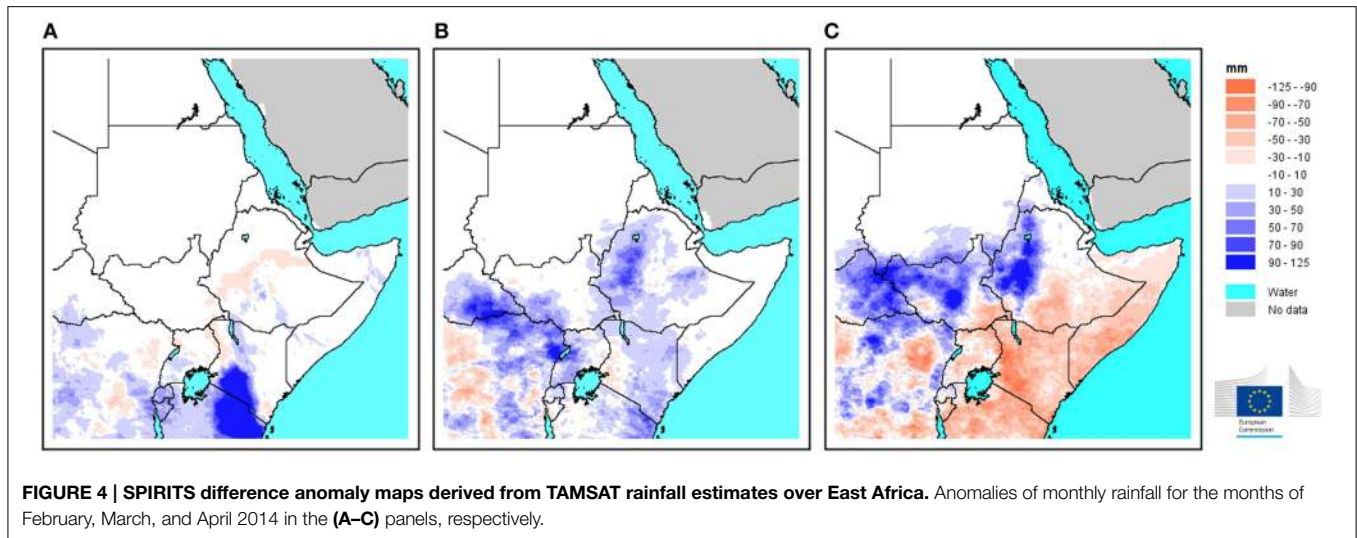 A
B
C
mm
-125 - -90
-90 - -70
-70 - -50
-50 - -30
-30 - -10
-10 - 10
10 - 30
30 - 50
50 - 70
70 - 90
90 - 125
Water
No data
European
Commission
FIGURE 4 | SPIRITS difference anomaly maps derived from TAMSAT rainfall estimates over East Africa. Anomalies of monthly rainfall for the months of
February, March, and April 2014 in the (A–C) panels, respectively.